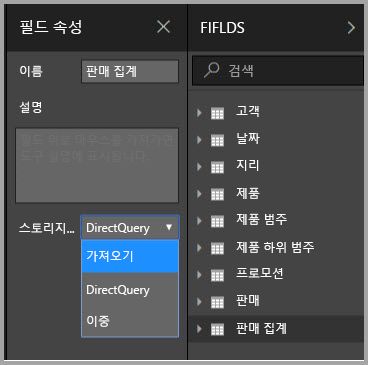 필드 속성
이름
판매 집계
설명
필드 위로 마우스를 가져가면
도구 설명에 표시됩니다.
스토리지...
DirectQuery
가져오기
DirectQuery
이중
FIFLDS
검색
고객
날짜
지리
제품
제품 범주
제품 하위 범주
프로모션
판매
판매 집계